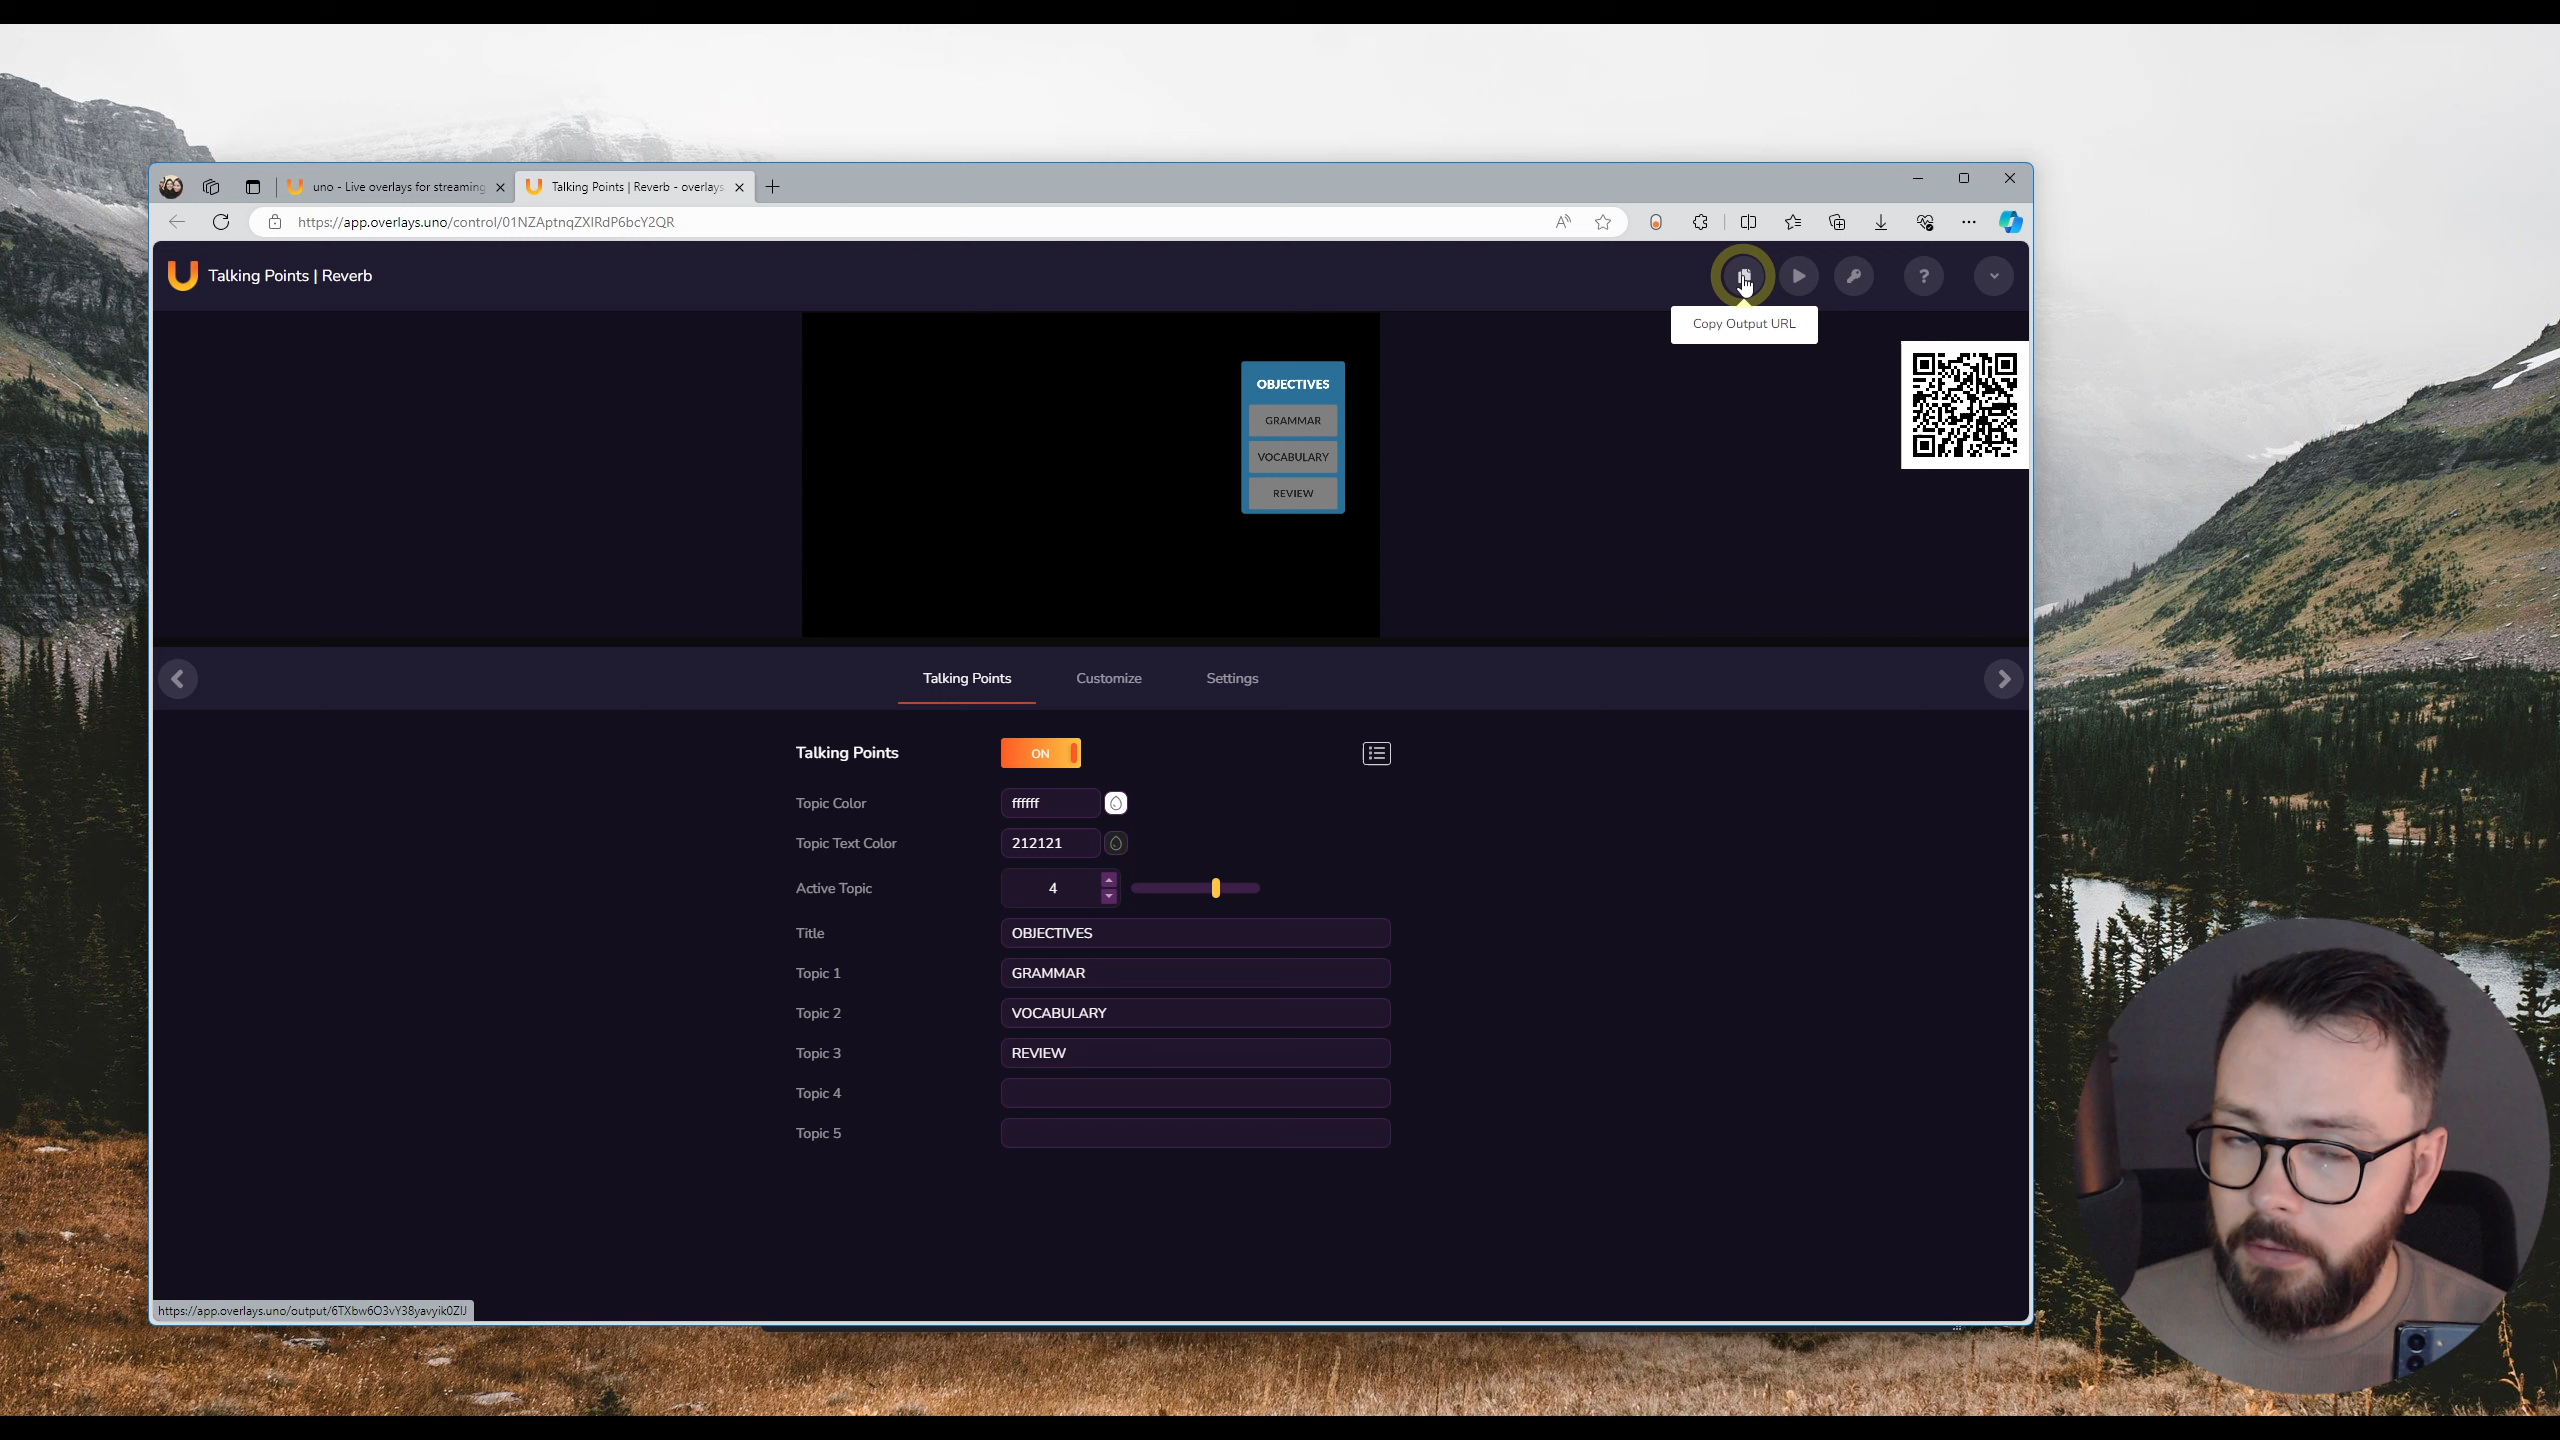 uno - Live overlays for streaming
Talking Points | Reverb - overlays
https://app.overlays.uno/control/01NZAptnqZXIRdP6bcY2QR
Talking Points | Reverb
?
Copy Output URL
OBJECTIVES
GRAMMAR
VOCABULARY
REVIEW
Talking Points Customize Settings
Talking Points ON
Topic Color ffffff
Topic Text Color 212121
Active Topic 4
Title OBJECTIVES
Topic 1 GRAMMAR
Topic 2 VOCABULARY
Topic 3 REVIEW
Topic 4
Topic 5
https://app.overlays.uno/output/6TXbw6O3vY38yavyik0ZIJ